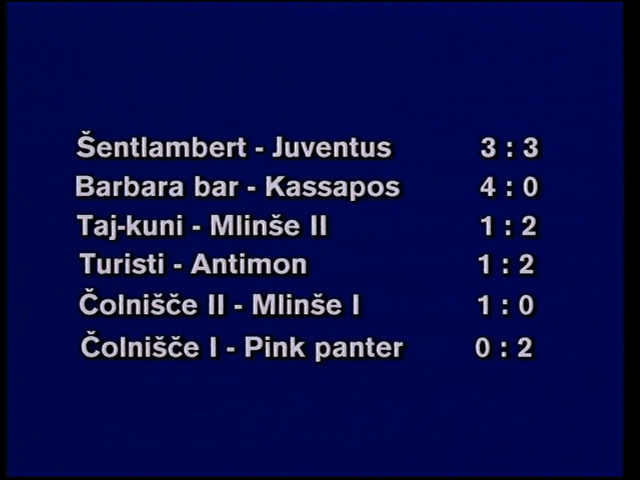 Šentlambert - Juventus 3 : 3
Barbara bar - Kassapos 4 : 0
Taj-kuni - Mlinše II 1 : 2
Turisti - Antimon 1 : 2
Čolnišče II - Mlinše I 1 : 0
Čolnišče I - Pink panter 0 : 2